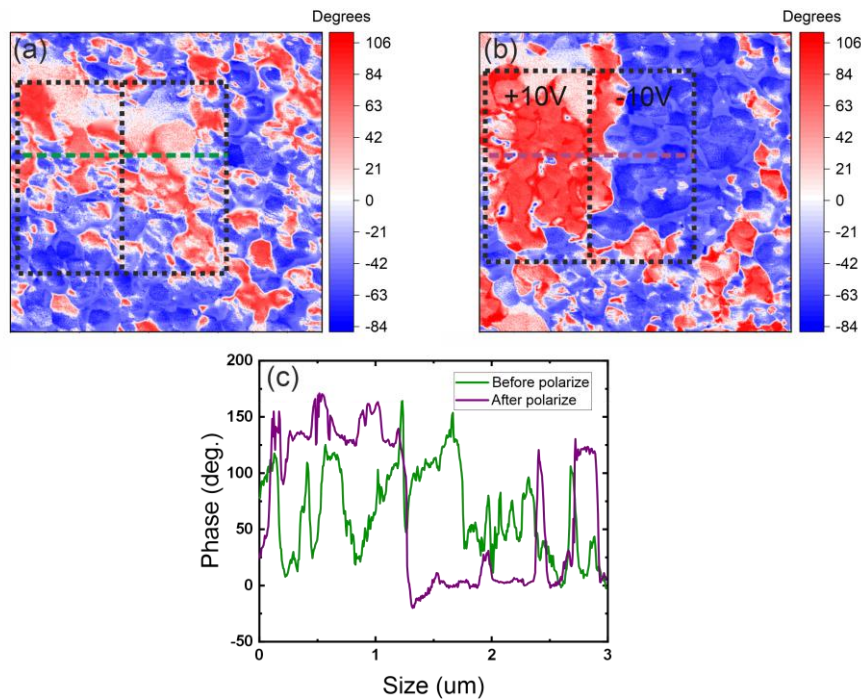 Degrees
Degrees
(a)
106
84
63
42
21
0
-21
-42
-63
-84
(b)
+10V
-10V
106
84
63
42
21
0
-21
-42
-63
-84
(c)
200
150
100
50
0
-50
Phase (deg.)
Before polarize
After polarize
0
1
2
3
Size (um)